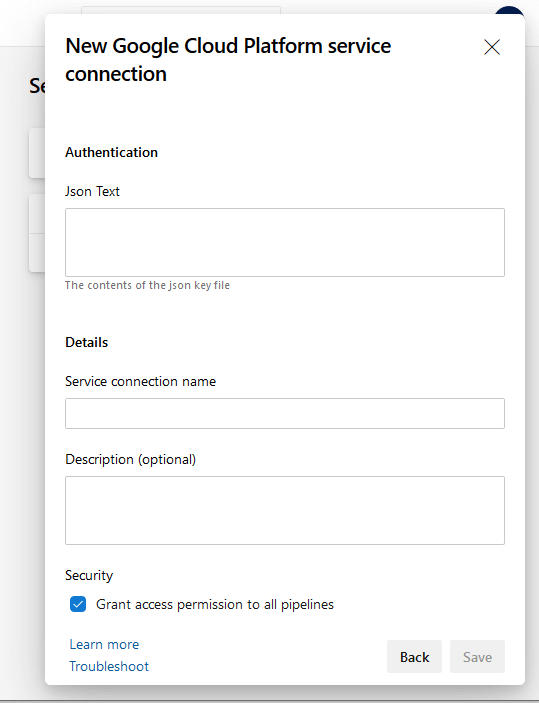 New Google Cloud Platform service
connection
Se
Authentication
Json Text
The contents of the json key file
Details
Service connection name
Description (optional)
Security
Grant access permission to all pipelines
Learn more
Troubleshoot
Back
Save